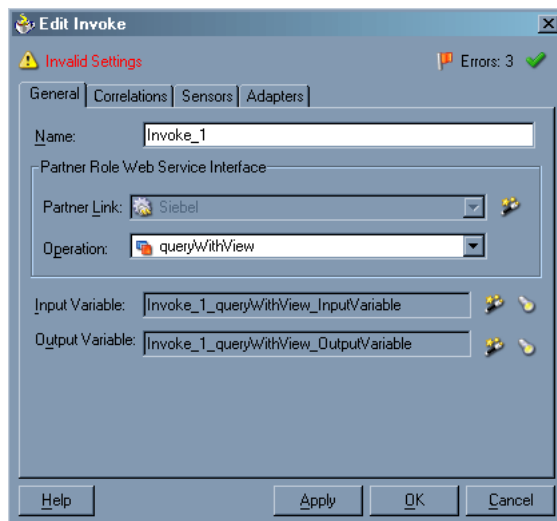 Edit Invoke
Invalid Settings Errors: 3
General Correlations Sensors Adapters
Name: Invoke_1
Partner Role Web Service Interface
Partner Link: Siebel
Operation: queryWithView
Input Variable: Invoke_1_queryWithView_InputVariable
Output Variable: Invoke_1_queryWithView_OutputVariable
Help Apply OK Cancel